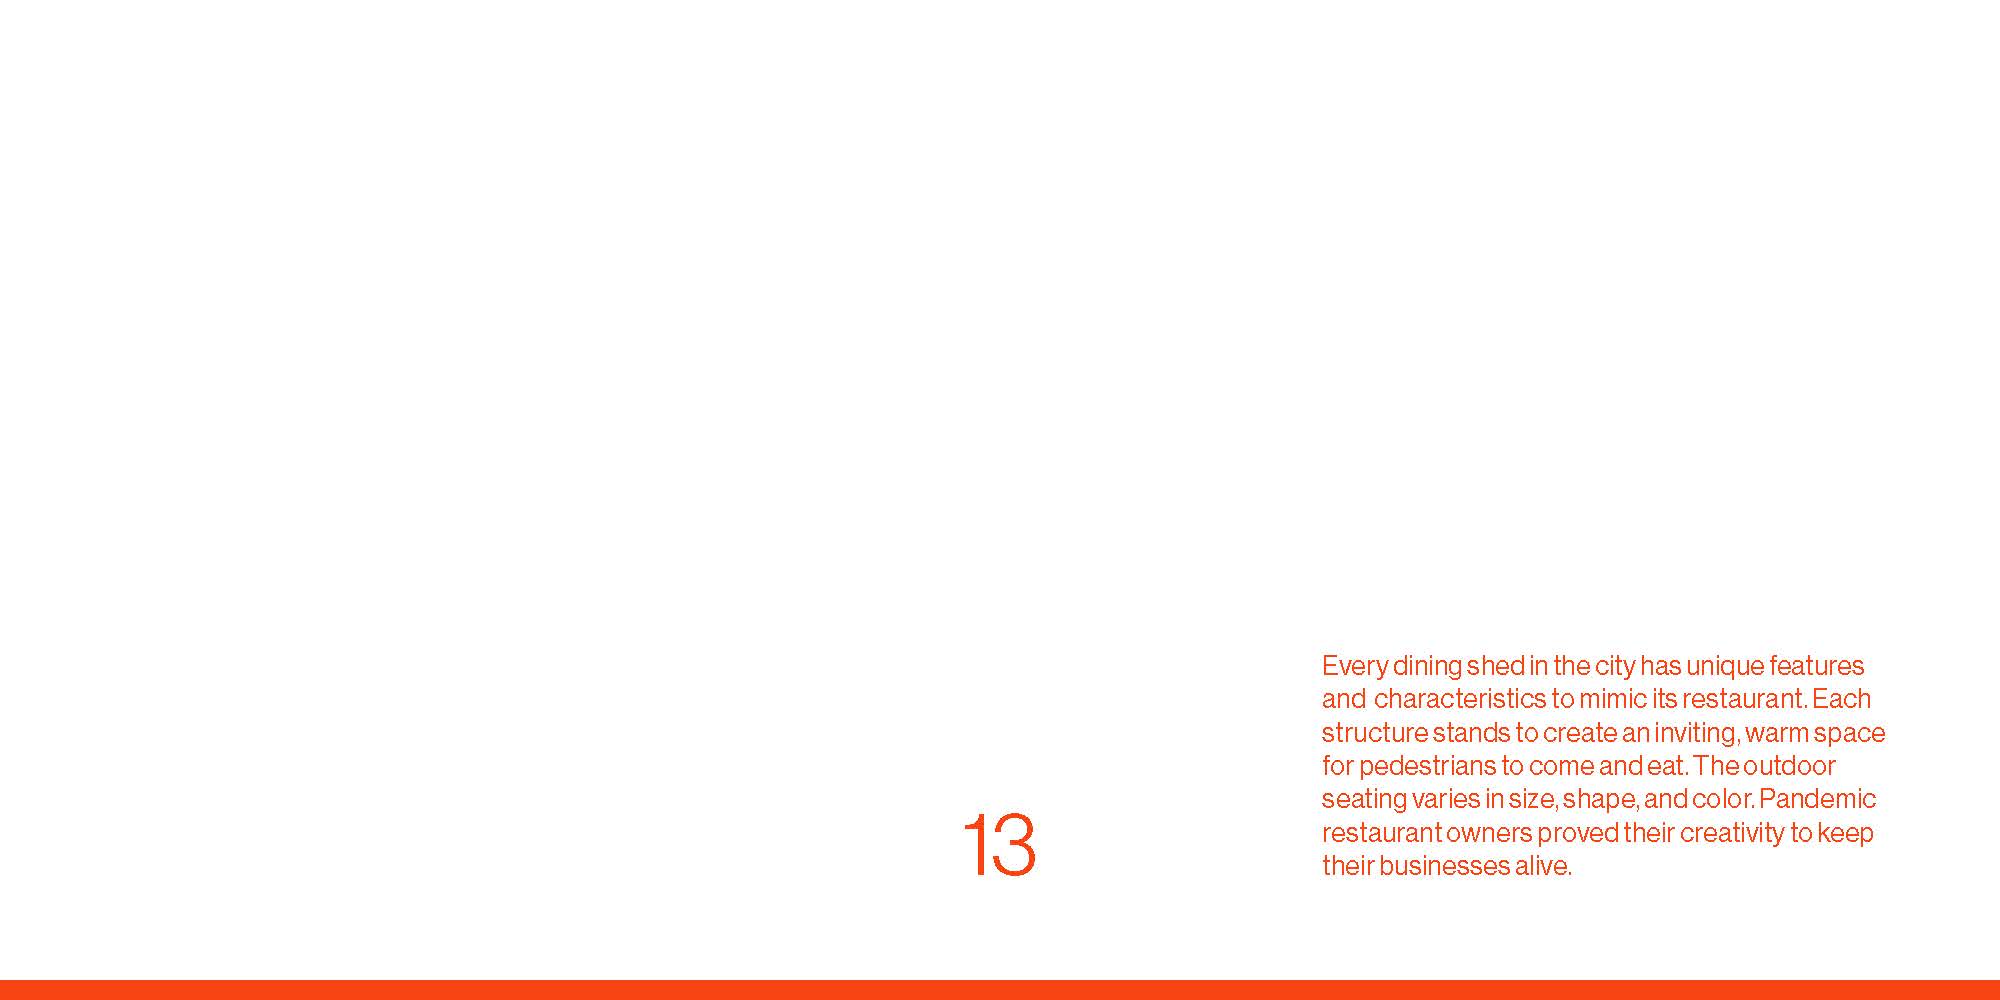 13
Every dining shed in the city has unique features
and characteristics to mimic its restaurant. Each
structure stands to create an inviting, warm space
for pedestrians to come and eat. The outdoor
seating varies in size, shape, and color. Pandemic
restaurant owners proved their creativity to keep
their businesses alive.